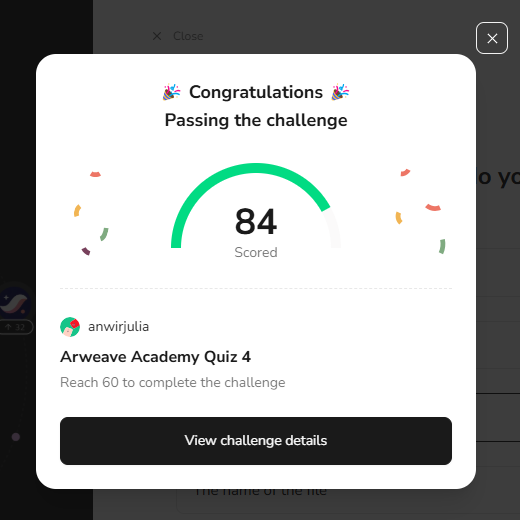 Close
Congratulations
Passing the challenge
do yo
84
Scored
32
anwirjulia
Arweave Academy Quiz 4
Reach 60 to complete the challenge
View challenge details
The name of the file